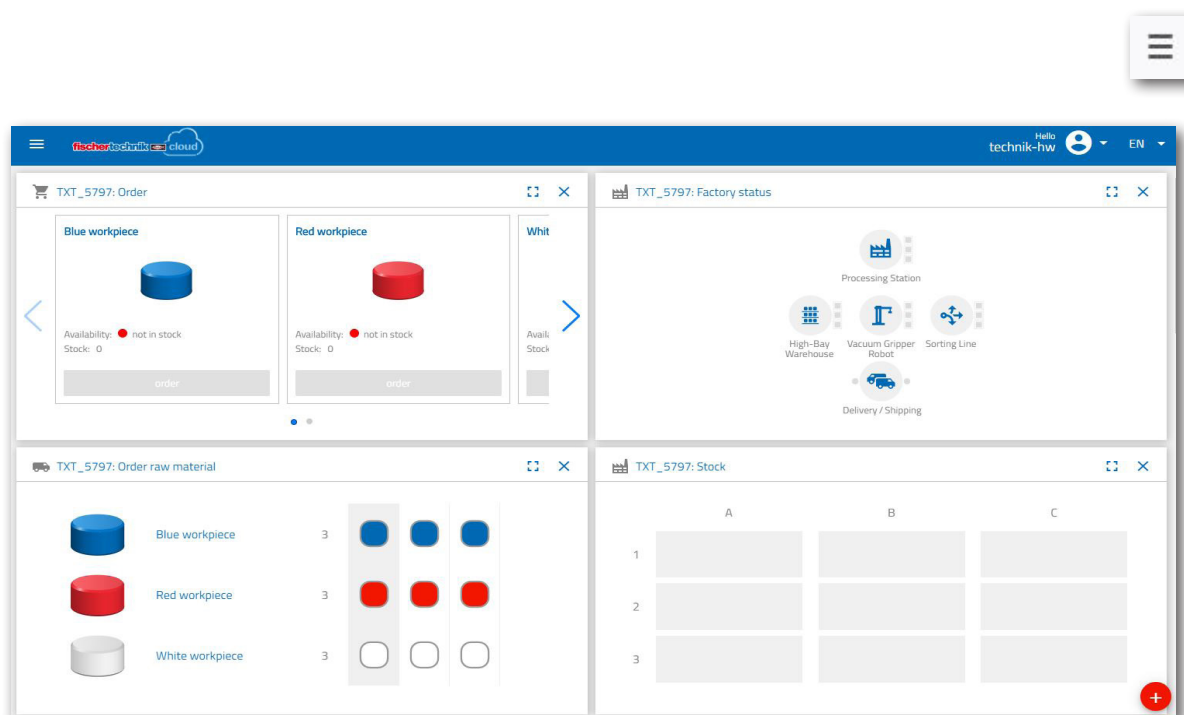 fischertechnik cloud
Hello
technik-hw
EN
TXT_5797: Order
Blue workpiece
Availability: not in stock
Stock: 0
order
Red workpiece
Availability: not in stock
Stock: 0
order
Whit
Availa
Stock
TXT_5797: Factory status
Processing Station
High-Bay
Warehouse
Vacuum Gripper
Robot
Sorting Line
Delivery / Shipping
TXT_5797: Order raw material
Blue workpiece 3
Red workpiece 3
White workpiece 3
TXT_5797: Stock
A B C
1
2
3
+